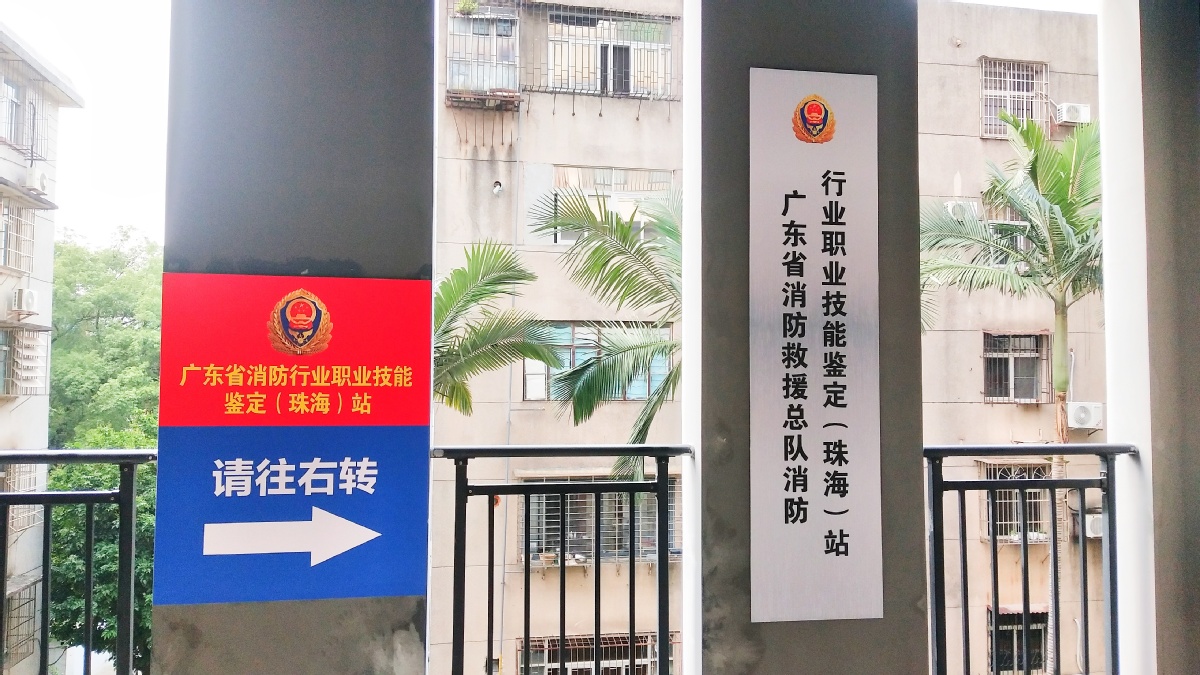 广东省消防行业职业技能
鉴定（珠海）站
请往右转
广东省消防救援总队消防
行业职业技能鉴定（珠海）站